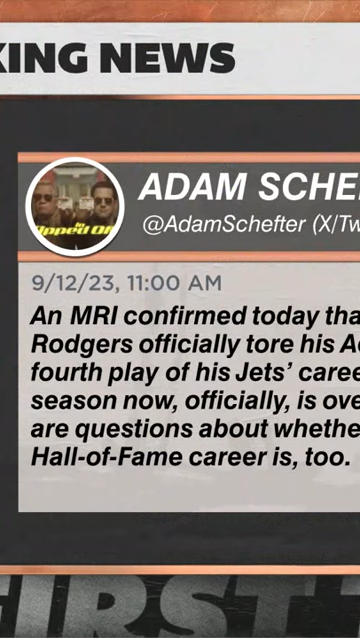 KING NEWS
ADAM SCHE
@AdamSchefter (X/Tw
9/12/23, 11:00 AM
An MRI confirmed today tha
Rodgers officially tore his A
fourth play of his Jets' caree
season now, officially, is ove
are questions about whethe
Hall-of-Fame career is, too.
FIRST T